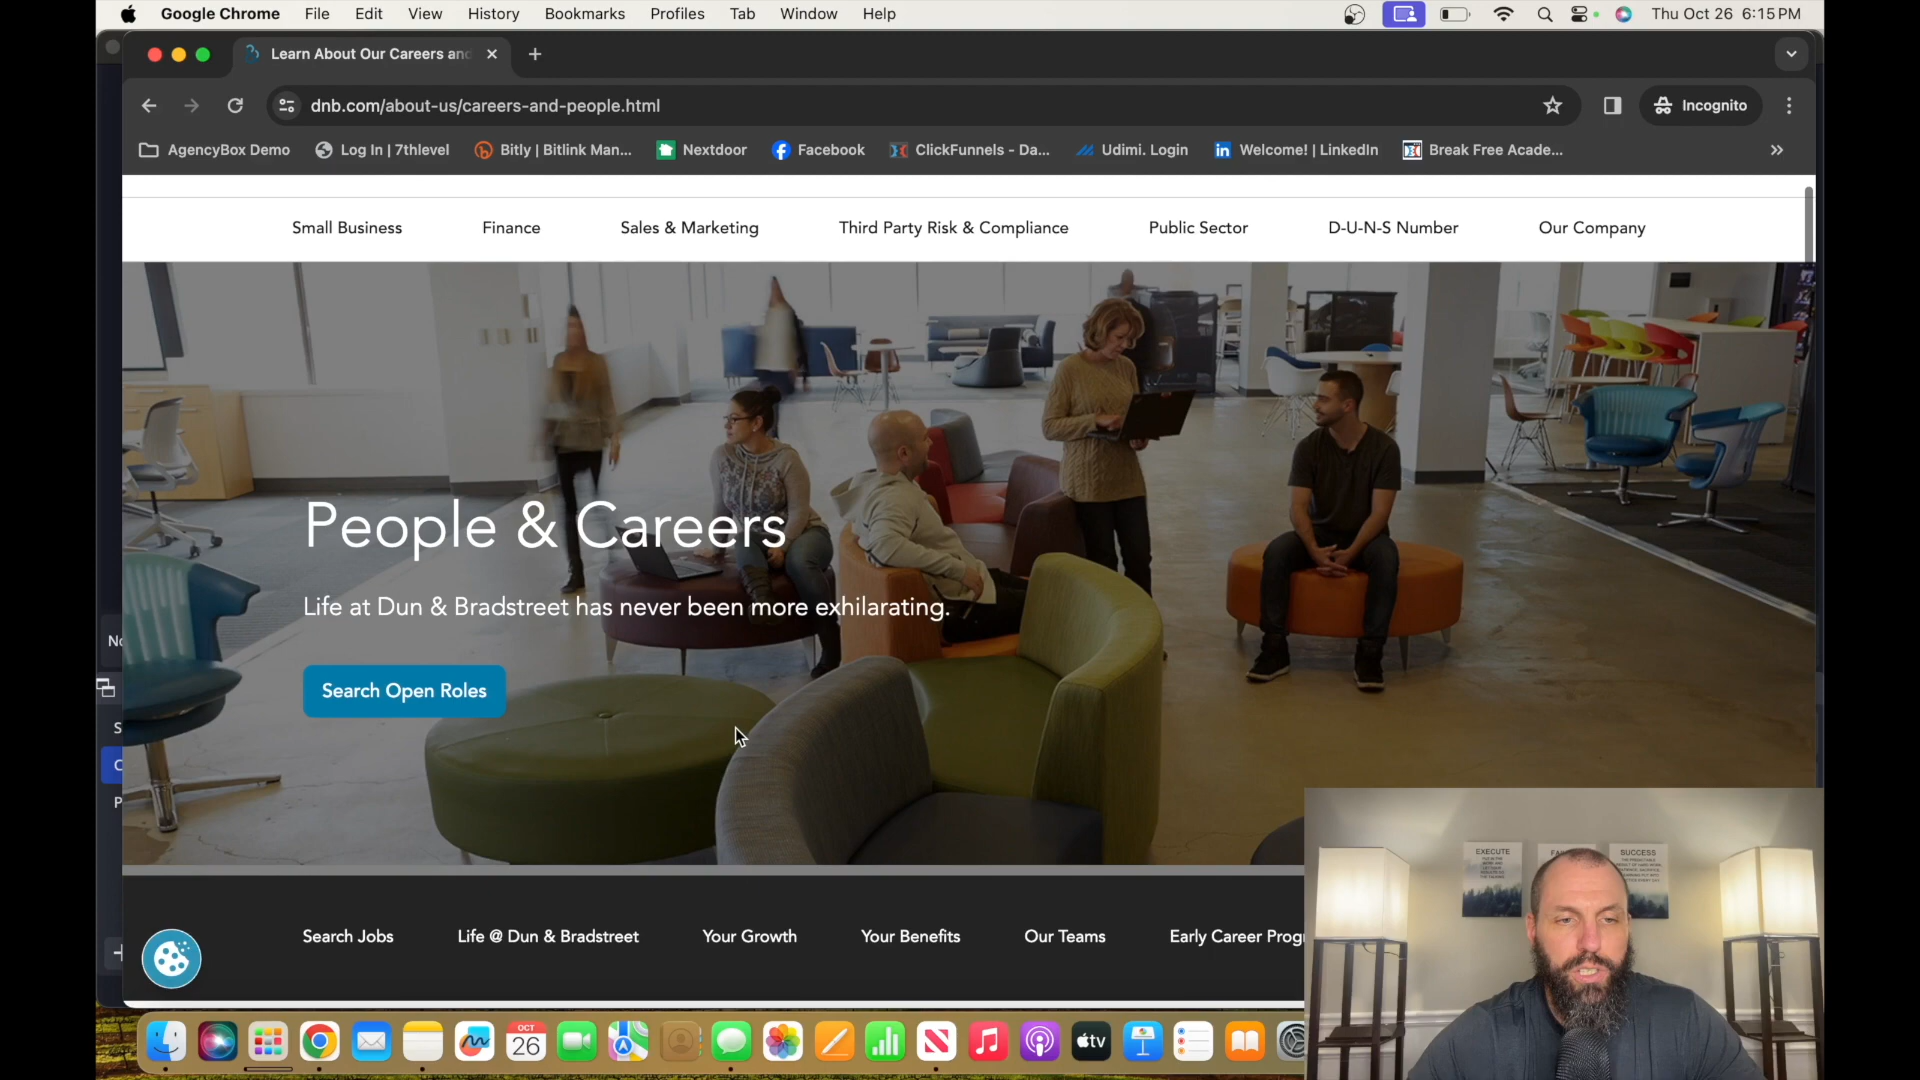 Google Chrome File Edit View History Bookmarks Profiles Tab Window Help Thu Oct 26 6:15 PM
Learn About Our Careers and
dnb.com/about-us/careers-and-people.html Incognito
AgencyBox Demo Log In | 7thlevel Bitly | Bitlink Man... Nextdoor Facebook ClickFunnels - Da... Udimi. Login Welcome! | LinkedIn Break Free Acade...
Small Business Finance Sales & Marketing Third Party Risk & Compliance Public Sector D-U-N-S Number Our Company
People & Careers
Life at Dun & Bradstreet has never been more exhilarating.
Search Open Roles
Search Jobs Life @ Dun & Bradstreet Your Growth Your Benefits Our Teams Early Career Prog
EXECUTE
SUCCESS
OCT
26
tv